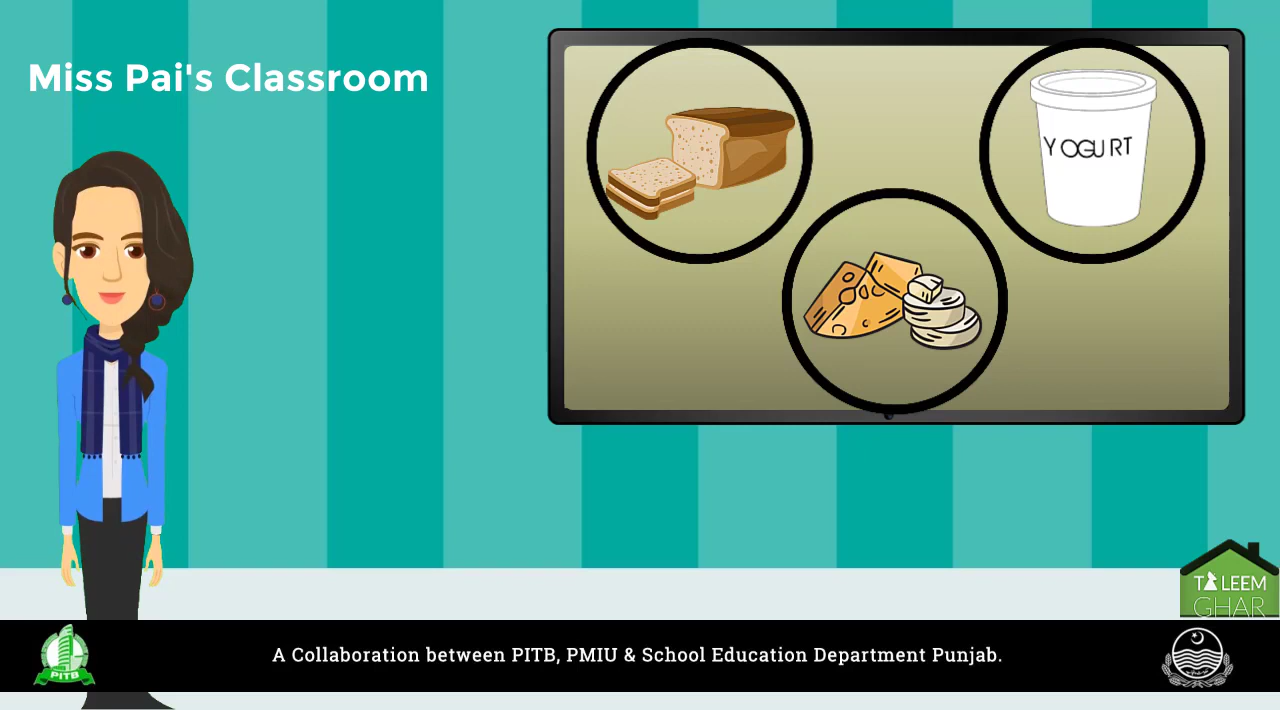 Miss Pai's Classroom
YOGURT
TALEEM
GHAR
A Collaboration between PITB, PMIU & School Education Department Punjab.
PITB